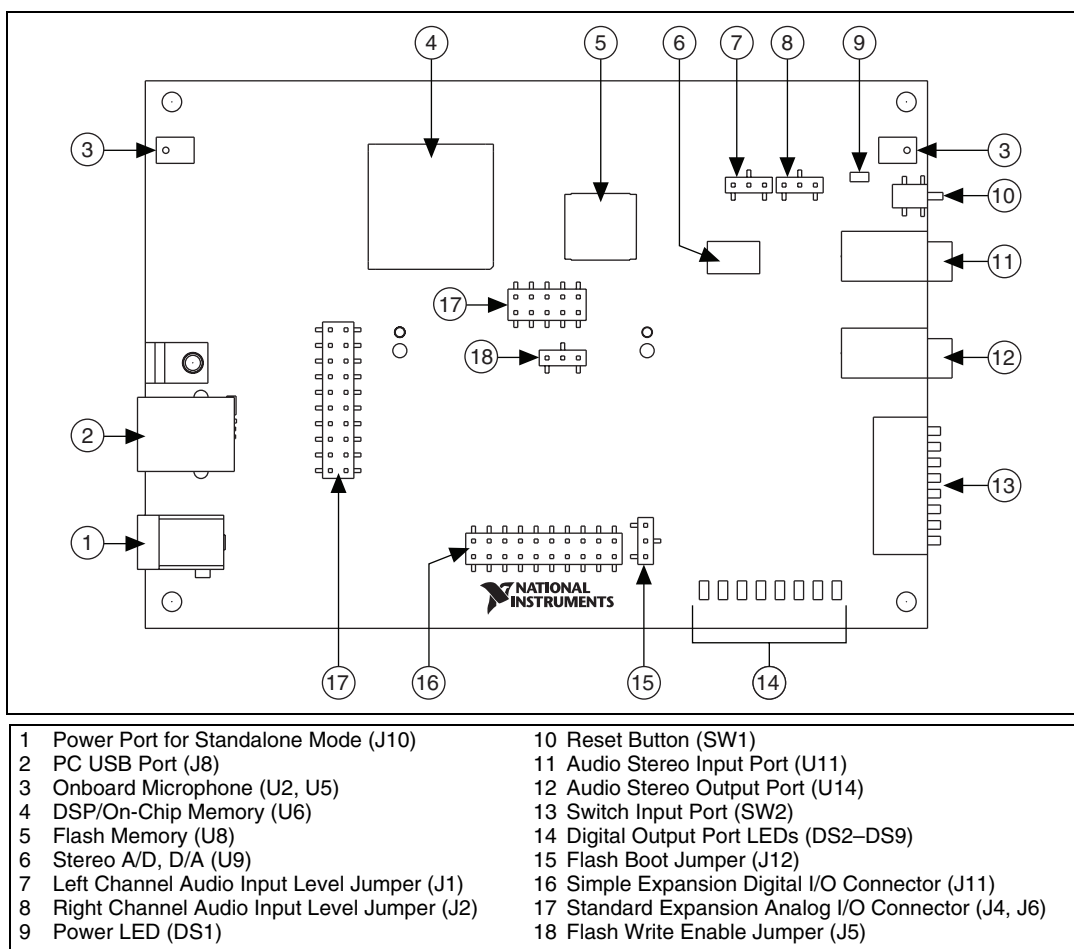 4 5 6 7 8 9
3 3
10
11
17
18 12
2
13
1
NATIONAL
INSTRUMENTS
17 16 15 14
1 Power Port for Standalone Mode (J10)
2 PC USB Port (J8)
3 Onboard Microphone (U2, U5)
4 DSP/On-Chip Memory (U6)
5 Flash Memory (U8)
6 Stereo A/D, D/A (U9)
7 Left Channel Audio Input Level Jumper (J1)
8 Right Channel Audio Input Level Jumper (J2)
9 Power LED (DS1)
10 Reset Button (SW1)
11 Audio Stereo Input Port (U11)
12 Audio Stereo Output Port (U14)
13 Switch Input Port (SW2)
14 Digital Output Port LEDs (DS2–DS9)
15 Flash Boot Jumper (J12)
16 Simple Expansion Digital I/O Connector (J11)
17 Standard Expansion Analog I/O Connector (J4, J6)
18 Flash Write Enable Jumper (J5)